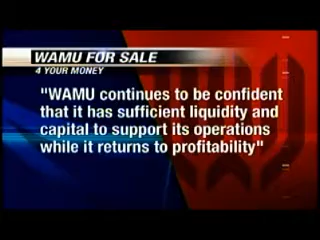 WAMU FOR SALE
4 YOUR MONEY
"WAMU continues to be confident
that it has sufficient liquidity and
capital to support its operations
while it returns to profitability"